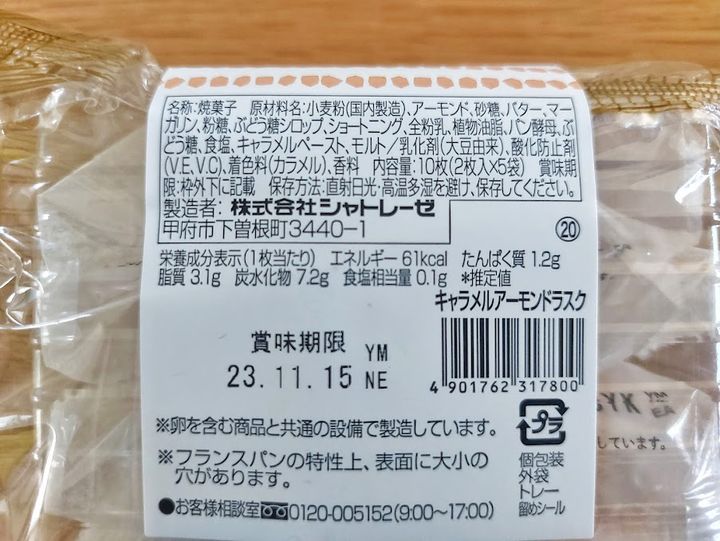 名称:焼菓子 原材料名:小麦粉(国内製造)、アーモンド、砂糖、バター、マー
ガリン、粉糖、ぶどう糖シロップ、ショートニング、全粉乳、植物油脂、パン酵母、ぶ
どう糖、食塩、キャラメルペースト、モルト/乳化剤(大豆由来)、酸化防止剤
(V.E、V.C)、着色料(カラメル)、香料 内容量:10枚(2枚入×5袋) 賞味期
限:枠外下に記載 保存方法:直射日光・高温多湿を避け、保存してください。
製造者:株式会社シャトレーゼ
甲府市下曽根町3440-1
⑳
栄養成分表示(1枚当たり) エネルギー 61kcal たんぱく質 1.2g
脂質 3.1g 炭水化物 7.2g 食塩相当量 0.1g *推定値
キャラメルアーモンドラスク
賞味期限 YM
23.11.15 NE
4 901762 317800
※卵を含む商品と共通の設備で製造しています。
※フランスパンの特性上、表面に大小の
穴があります。
プラ
個包装
外袋
トレー
留めシール
●お客様相談室 0120-005152(9:00~17:00)
SYK YM
EA
しています。